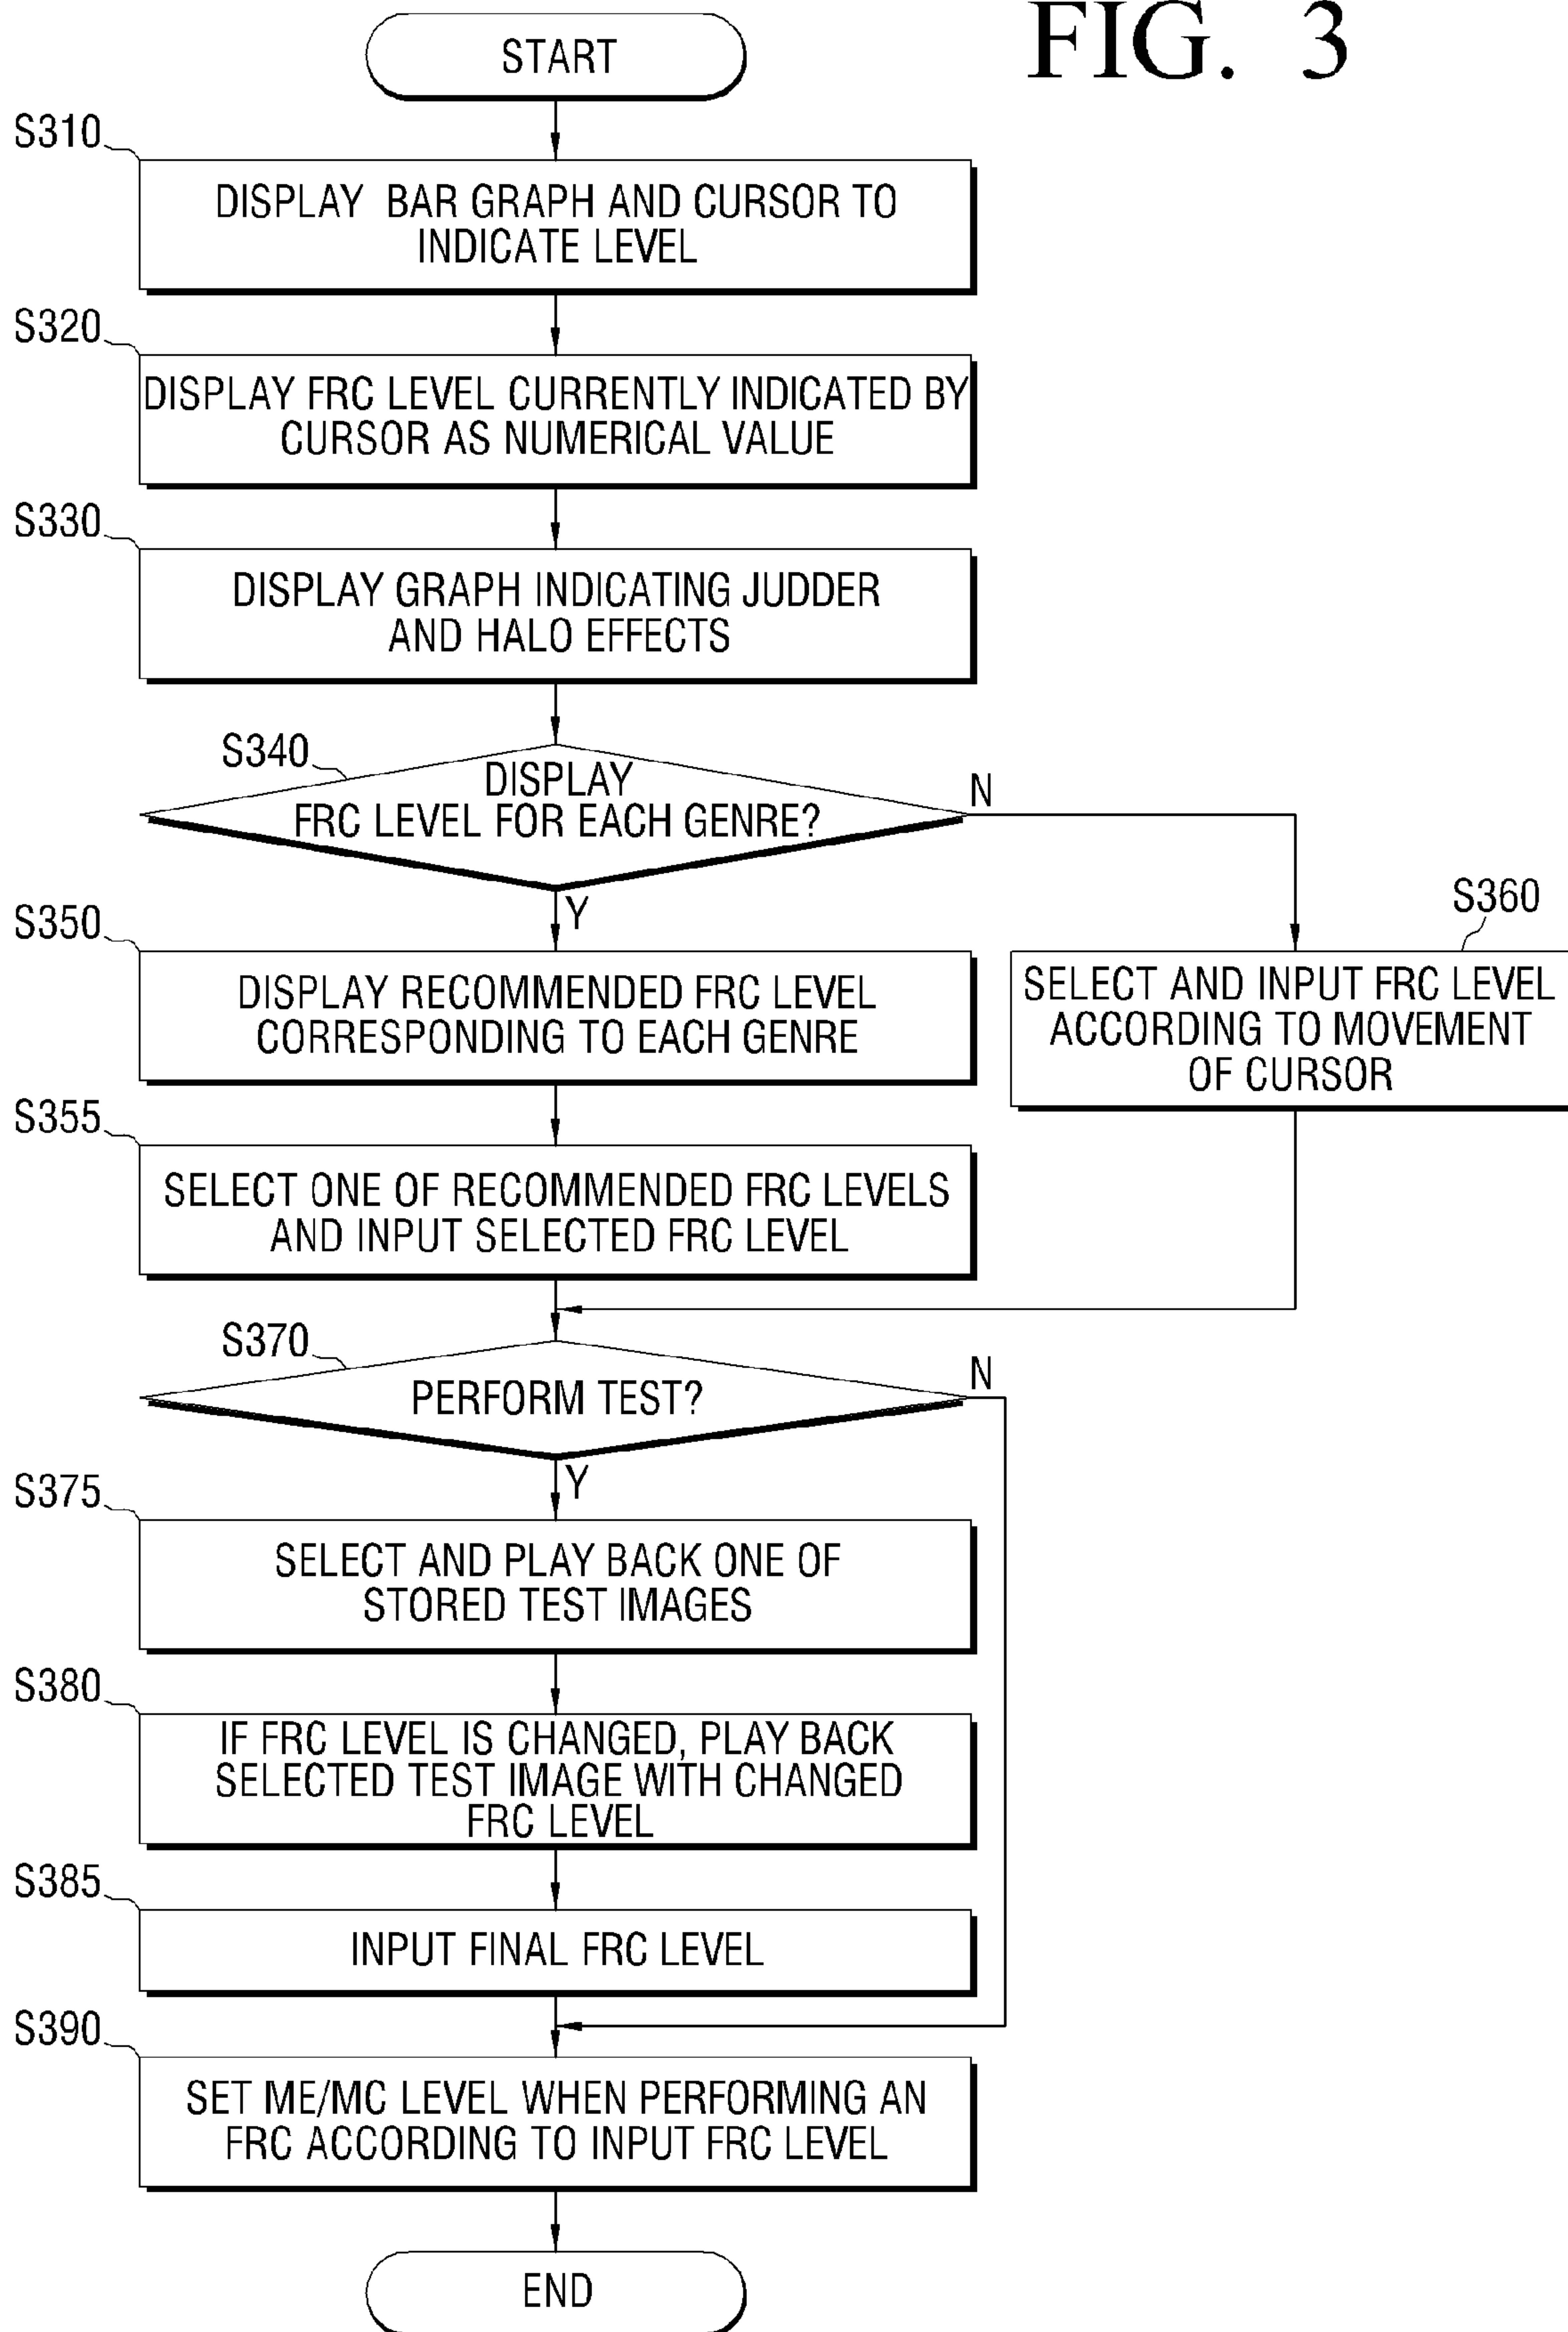 FIG. 3
START
S310
DISPLAY BAR GRAPH AND CURSOR TO
INDICATE LEVEL
S320
DISPLAY FRC LEVEL CURRENTLY INDICATED BY
CURSOR AS NUMERICAL VALUE
S330
DISPLAY GRAPH INDICATING JUDDER
AND HALO EFFECTS
S340
DISPLAY
FRC LEVEL FOR EACH GENRE?
N
Y
S350
DISPLAY RECOMMENDED FRC LEVEL
CORRESPONDING TO EACH GENRE
S360
SELECT AND INPUT FRC LEVEL
ACCORDING TO MOVEMENT
OF CURSOR
S355
SELECT ONE OF RECOMMENDED FRC LEVELS
AND INPUT SELECTED FRC LEVEL
S370
PERFORM TEST?
N
Y
S375
SELECT AND PLAY BACK ONE OF
STORED TEST IMAGES
S380
IF FRC LEVEL IS CHANGED, PLAY BACK
SELECTED TEST IMAGE WITH CHANGED
FRC LEVEL
S385
INPUT FINAL FRC LEVEL
S390
SET ME/MC LEVEL WHEN PERFORMING AN
FRC ACCORDING TO INPUT FRC LEVEL
END